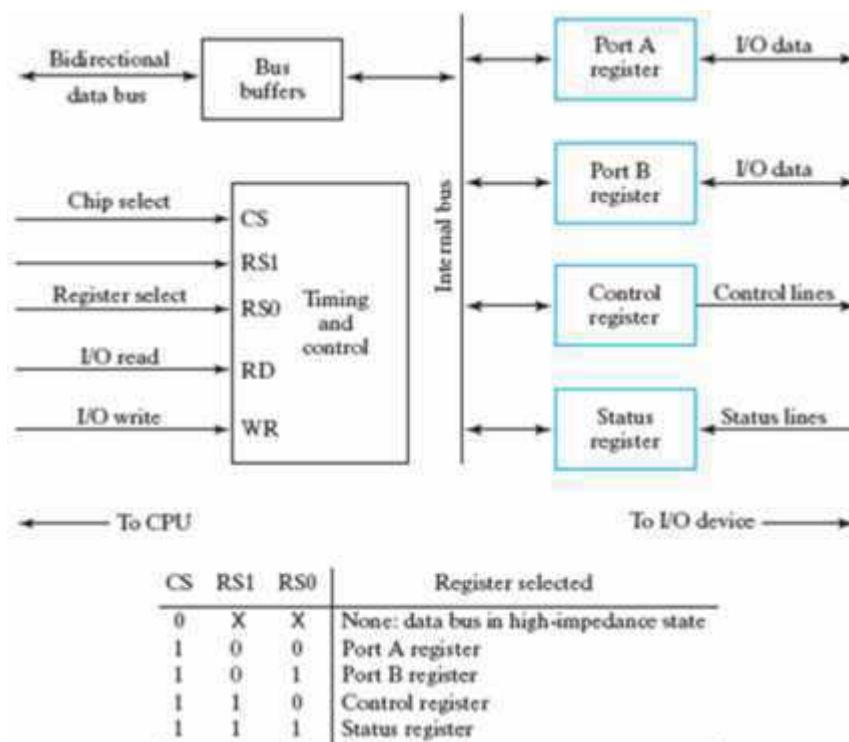 Bidirectional
data bus
Bus
buffers
Internal bus
Port A
register
I/O data
Port B
register
I/O data
Control
register
Control lines
Status
register
Status lines
Chip select
CS
RS1
Register select
RS0
I/O read
RD
I/O write
WR
Timing
and
control
To CPU
To I/O device
CS RS1 RS0 Register selected
0 X X None: data bus in high-impedance state
1 0 0 Port A register
1 0 1 Port B register
1 1 0 Control register
1 1 1 Status register